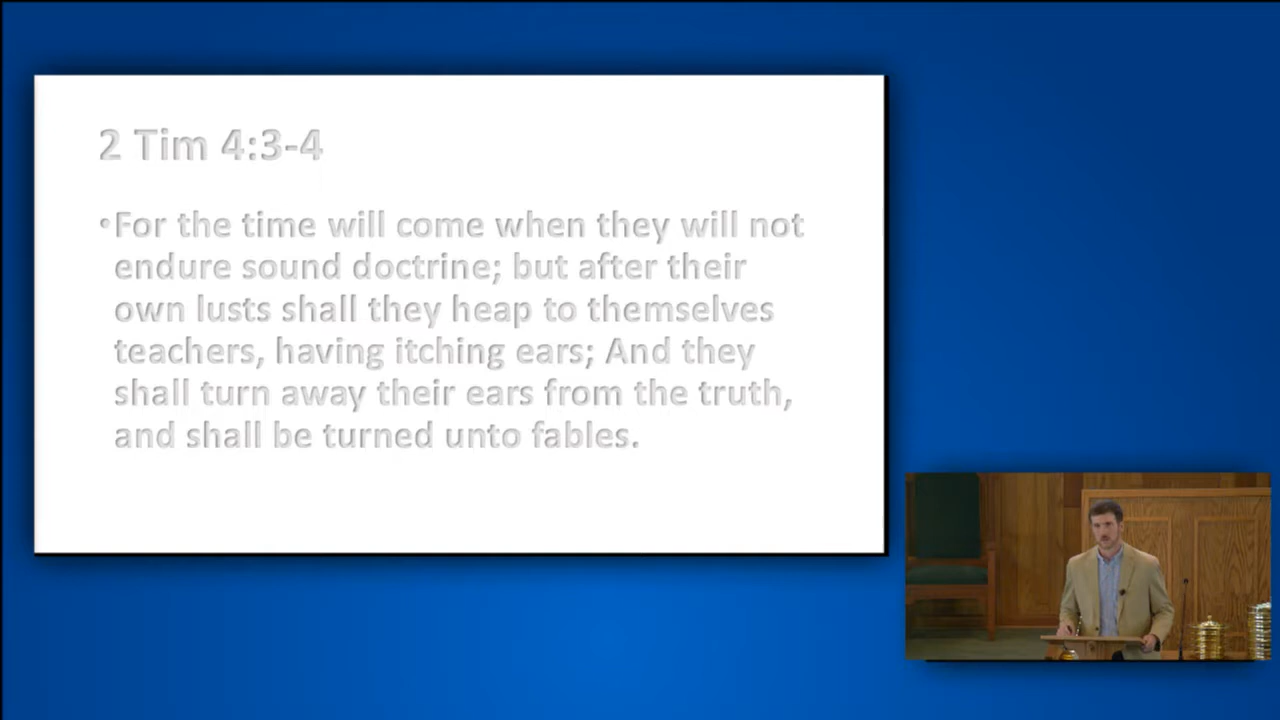 2 Tim 4:3-4
•For the time will come when they will not
endure sound doctrine; but after their
own lusts shall they heap to themselves
teachers, having itching ears; And they
shall turn away their ears from the truth,
and shall be turned unto fables.